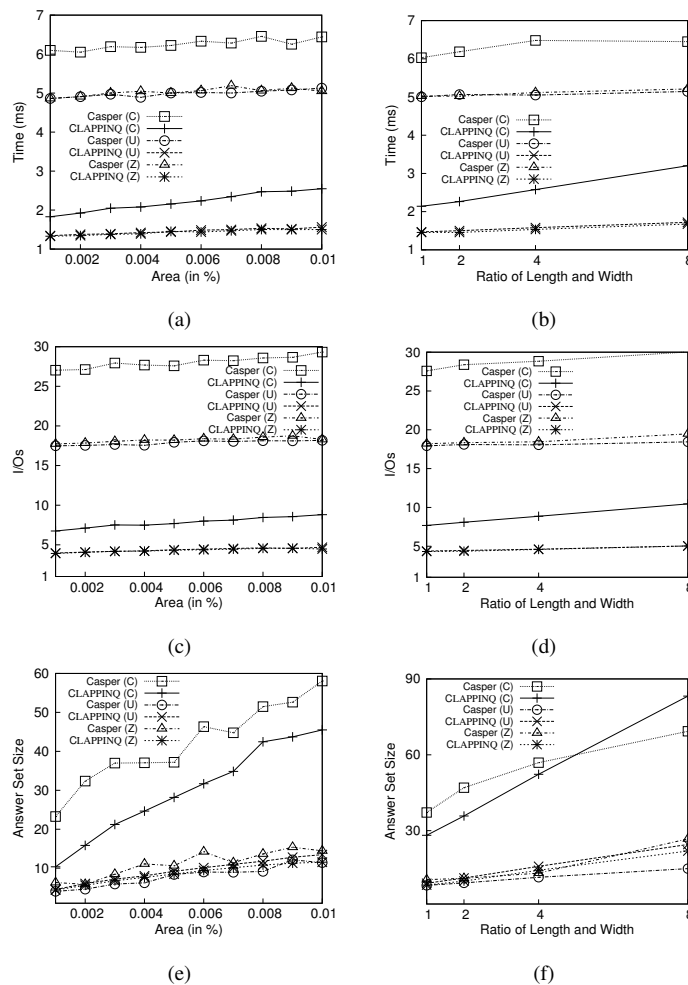 7
6
5
4
3
2
1
Time (ms)
Casper (C)
CLAPPINQ (C)
Casper (U)
CLAPPINQ (U)
Casper (Z)
CLAPPINQ (Z)
0.002 0.004 0.006 0.008 0.01
Area (in %)
(a)
7
6
5
4
3
2
1
Time (ms)
Casper (C)
CLAPPINQ (C)
Casper (U)
CLAPPINQ (U)
Casper (Z)
CLAPPINQ (Z)
1 2 4 8
Ratio of Length and Width
(b)
30
25
20
15
10
5
1
I/Os
Casper (C)
CLAPPINQ (C)
Casper (U)
CLAPPINQ (U)
Casper (Z)
CLAPPINQ (Z)
0.002 0.004 0.006 0.008 0.01
Area (in %)
(c)
30
25
20
15
10
5
1
I/Os
Casper (C)
CLAPPINQ (C)
Casper (U)
CLAPPINQ (U)
Casper (Z)
CLAPPINQ (Z)
1 2 4 8
Ratio of Length and Width
(d)
60
50
40
30
20
10
Answer Set Size
Casper (C)
CLAPPINQ (C)
Casper (U)
CLAPPINQ (U)
Casper (Z)
CLAPPINQ (Z)
0.002 0.004 0.006 0.008 0.01
Area (in %)
(e)
90
60
30
Answer Set Size
Casper (C)
CLAPPINQ (C)
Casper (U)
CLAPPINQ (U)
Casper (Z)
CLAPPINQ (Z)
1 2 4 8
Ratio of Length and Width
(f)